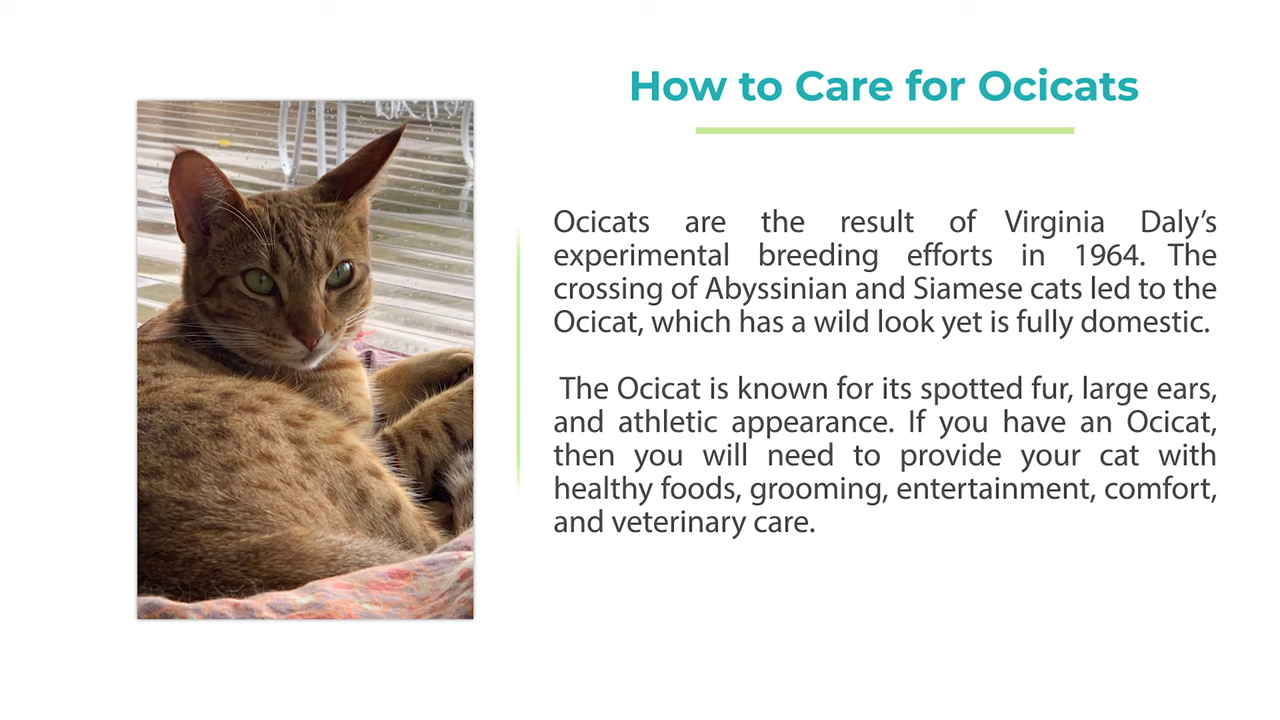 How to Care for Ocicats
Ocicats are the result of Virginia Daly’s
experimental breeding efforts in 1964. The
crossing of Abyssinian and Siamese cats led to the
Ocicat, which has a wild look yet is fully domestic.
The Ocicat is known for its spotted fur, large ears,
and athletic appearance. If you have an Ocicat,
then you will need to provide your cat with
healthy foods, grooming, entertainment, comfort,
and veterinary care.